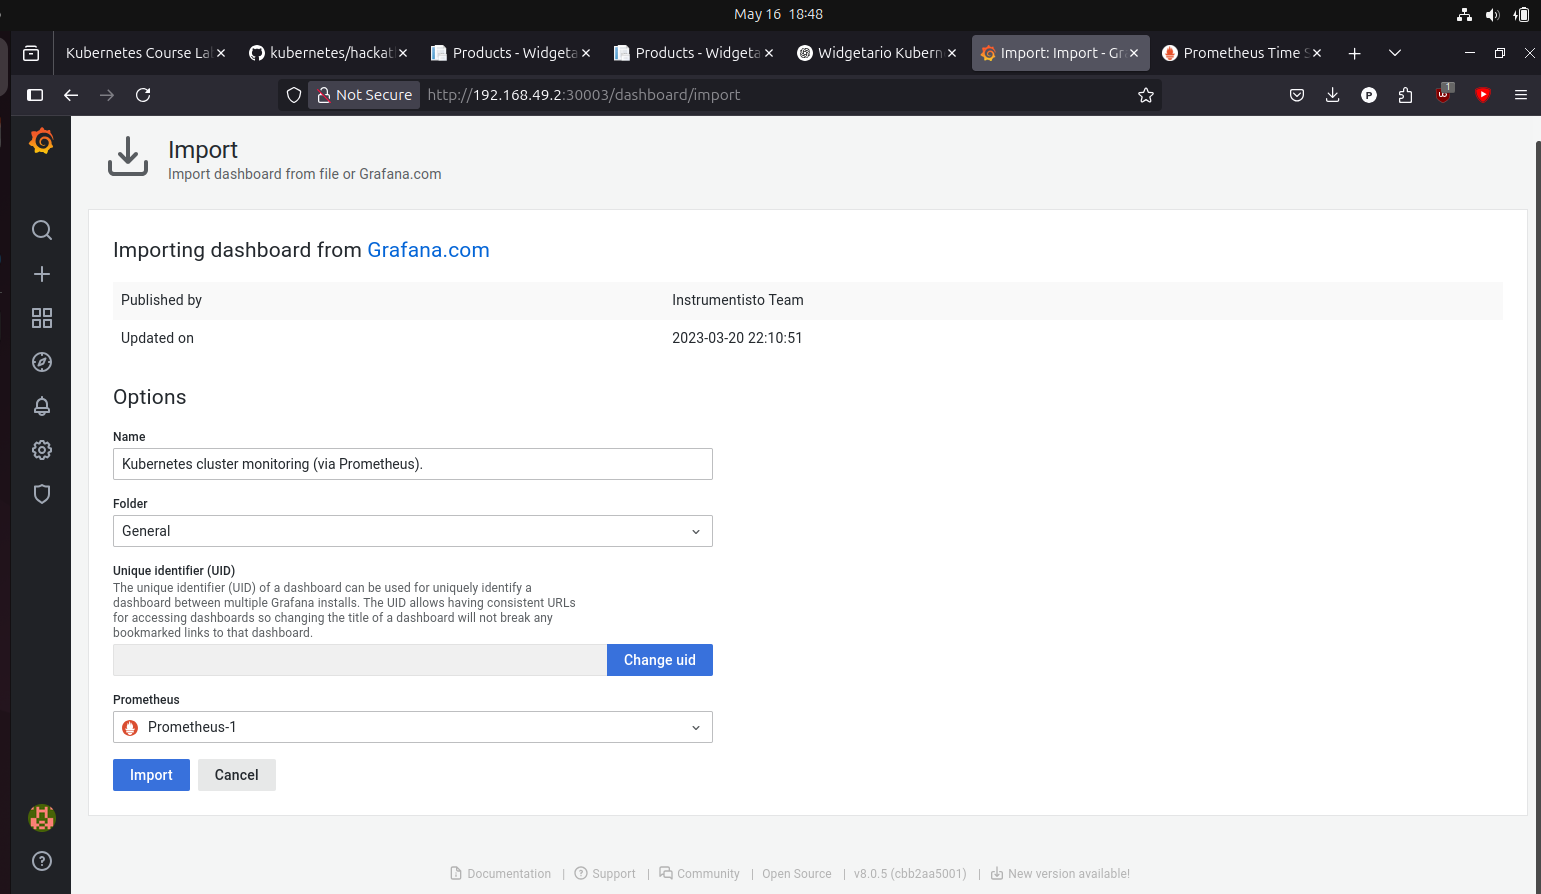 May 16 18:48
Kubernetes Course La
kubernetes/hackat
Products - Widgeta
Products - Widgeta
Widgetario Kubern
Import: Import - Gr
Prometheus Time S
Not Secure
http://192.168.49.2:30003/dashboard/import
P
1
Import
Import dashboard from file or Grafana.com
Importing dashboard from Grafana.com
Published by Instrumentisto Team
Updated on 2023-03-20 22:10:51
Options
Name
Kubernetes cluster monitoring (via Prometheus).
Folder
General
Unique identifier (UID)
The unique identifier (UID) of a dashboard can be used for uniquely identify a
dashboard between multiple Grafana installs. The UID allows having consistent URLs
for accessing dashboards so changing the title of a dashboard will not break any
bookmarked links to that dashboard.
Change uid
Prometheus
Prometheus-1
Import Cancel
Documentation | Support | Community | Open Source | v8.0.5 (cbb2aa5001) | New version available!